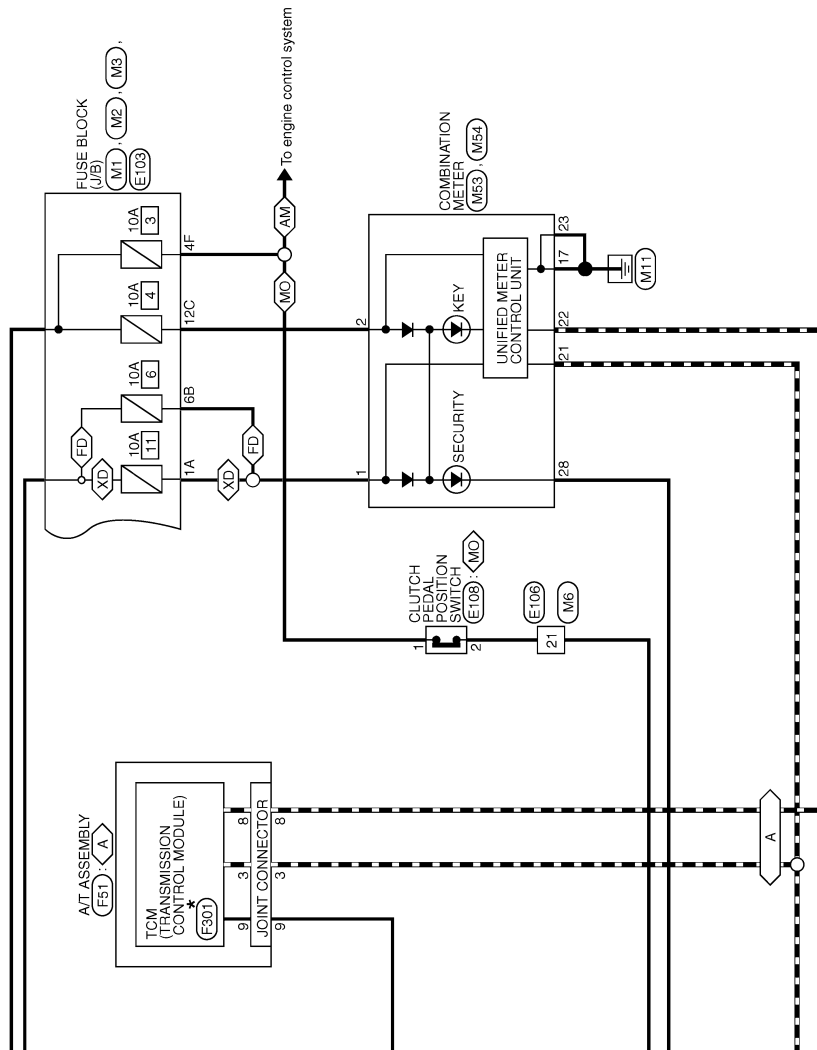 FUSE BLOCK
(J/B)
M1 , M2 , M3 ,
E103
10A
3
4F
10A
4
12C
10A
6
6B
10A
11
1A
FD
XD
XD
FD
MO
AM
To engine control system
COMBINATION
METER
M53 , M54
1
2
SECURITY
KEY
UNIFIED METER
CONTROL UNIT
28
21
22
17
23
M11
CLUTCH
PEDAL
POSITION
SWITCH
E108 : MO
1
2
E106
M6
21
A/T ASSEMBLY
F51 : A
TCM
(TRANSMISSION
CONTROL MODULE)
*
F301
JOINT CONNECTOR
9
3
8
9
3
8
A